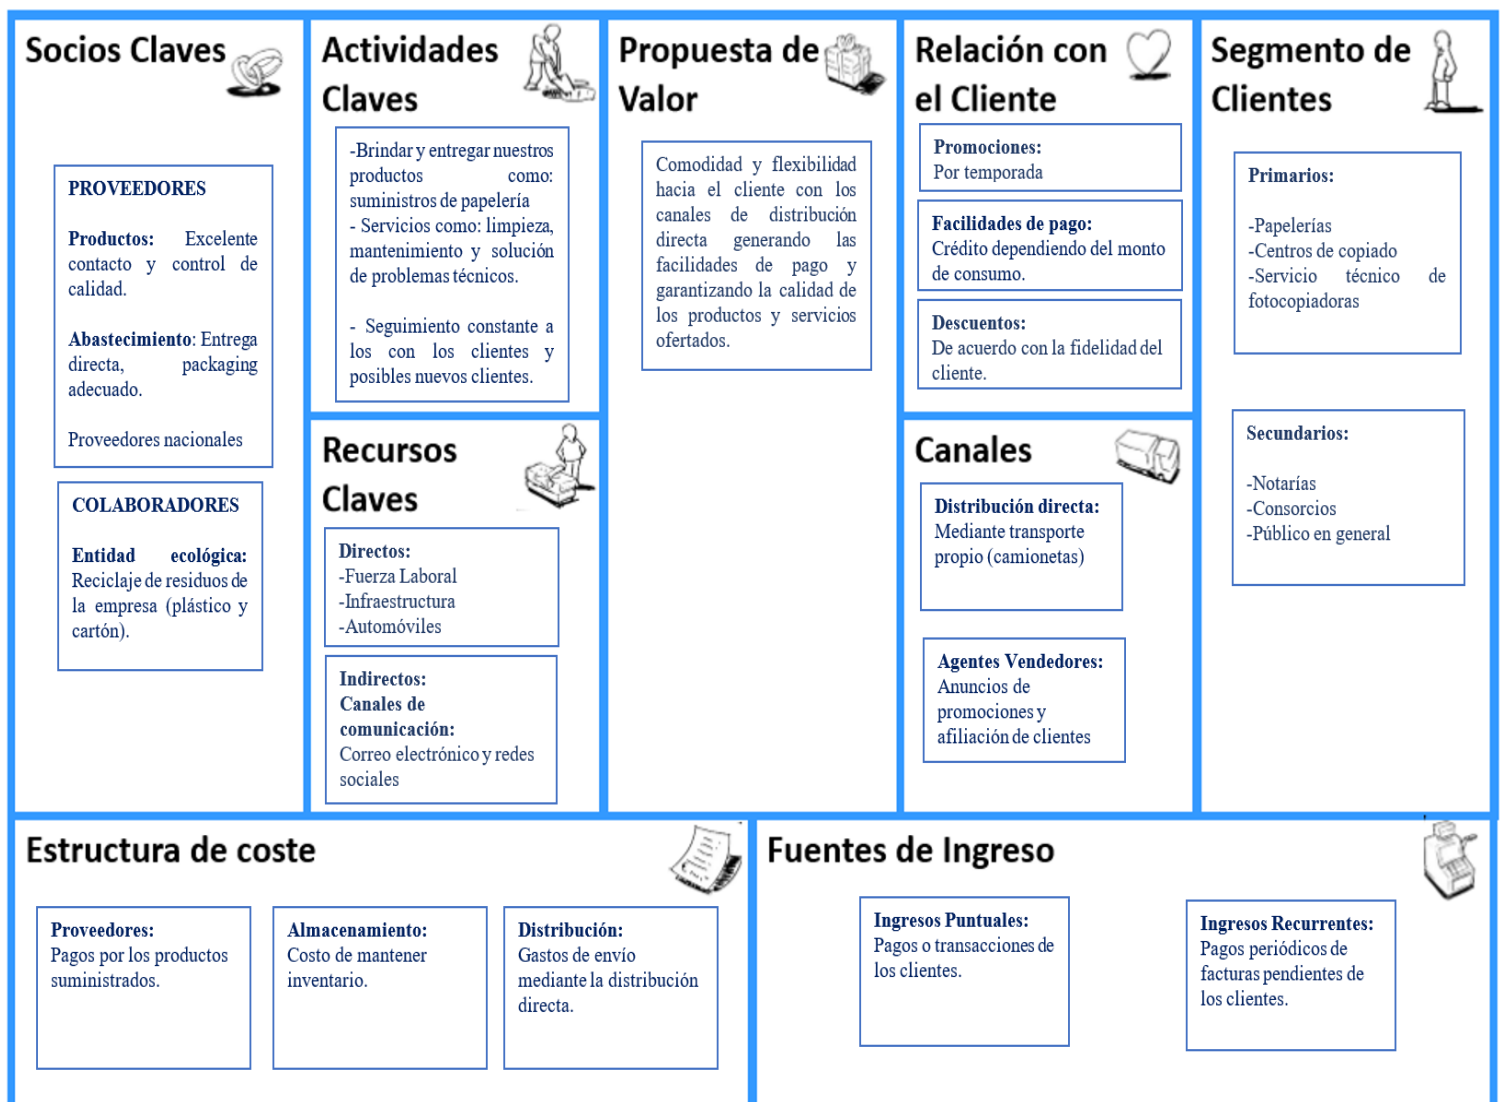 Socios Claves
PROVEEDORES
Productos: Excelente
contacto y control de
calidad.
Abastecimiento: Entrega
directa, packaging
adecuado.
Proveedores nacionales
COLABORADORES
Entidad ecológica:
Reciclaje de residuos de
la empresa (plástico y
cartón).
Actividades
Claves
-Brindar y entregar nuestros
productos como:
suministros de papelería
- Servicios como: limpieza,
mantenimiento y solución
de problemas técnicos.
- Seguimiento constante a
los con los clientes y
posibles nuevos clientes.
Recursos
Claves
Directos:
-Fuerza Laboral
-Infraestructura
-Automóviles
Indirectos:
Canales de
comunicación:
Correo electrónico y redes
sociales
Propuesta de
Valor
Comodidad y flexibilidad
hacia el cliente con los
canales de distribución
directa generando las
facilidades de pago y
garantizando la calidad de
los productos y servicios
ofertados.
Relación con
el Cliente
Promociones:
Por temporada
Facilidades de pago:
Crédito dependiendo del monto
de consumo.
Descuentos:
De acuerdo con la fidelidad del
cliente.
Canales
Distribución directa:
Mediante transporte
propio (camionetas)
Agentes Vendedores:
Anuncios de
promociones y
afiliación de clientes
Segmento de
Clientes
Primarios:
-Papelerías
-Centros de copiado
-Servicio técnico de
fotocopiadoras
Secundarios:
-Notarías
-Consorcios
-Público en general
Estructura de coste
Proveedores:
Pagos por los productos
suministrados.
Almacenamiento:
Costo de mantener
inventario.
Distribución:
Gastos de envío
mediante la distribución
directa.
Fuentes de Ingreso
Ingresos Puntuales:
Pagos o transacciones de
los clientes.
Ingresos Recurrentes:
Pagos periódicos de
facturas pendientes de
los clientes.